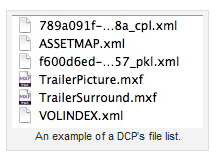 789a091f-...8a_cpl.xml
ASSETMAP.xml
f600d6ed-...57_pkl.xml
TrailerPicture.mxf
TrailerSurround.mxf
VOLINDEX.xml
An example of a DCP's file list.